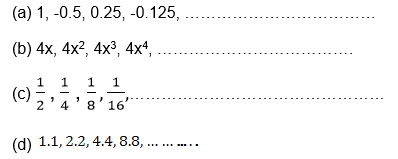 (a) 1, -0.5, 0.25, -0.125, ......................................
(b) 4x, 4x², 4x³, 4x⁴, .......................................
(c) 1/2 , 1/4 , 1/8 , 1/16, ..................................................
(d) 1.1, 2.2, 4.4, 8.8, ... ... ... ..